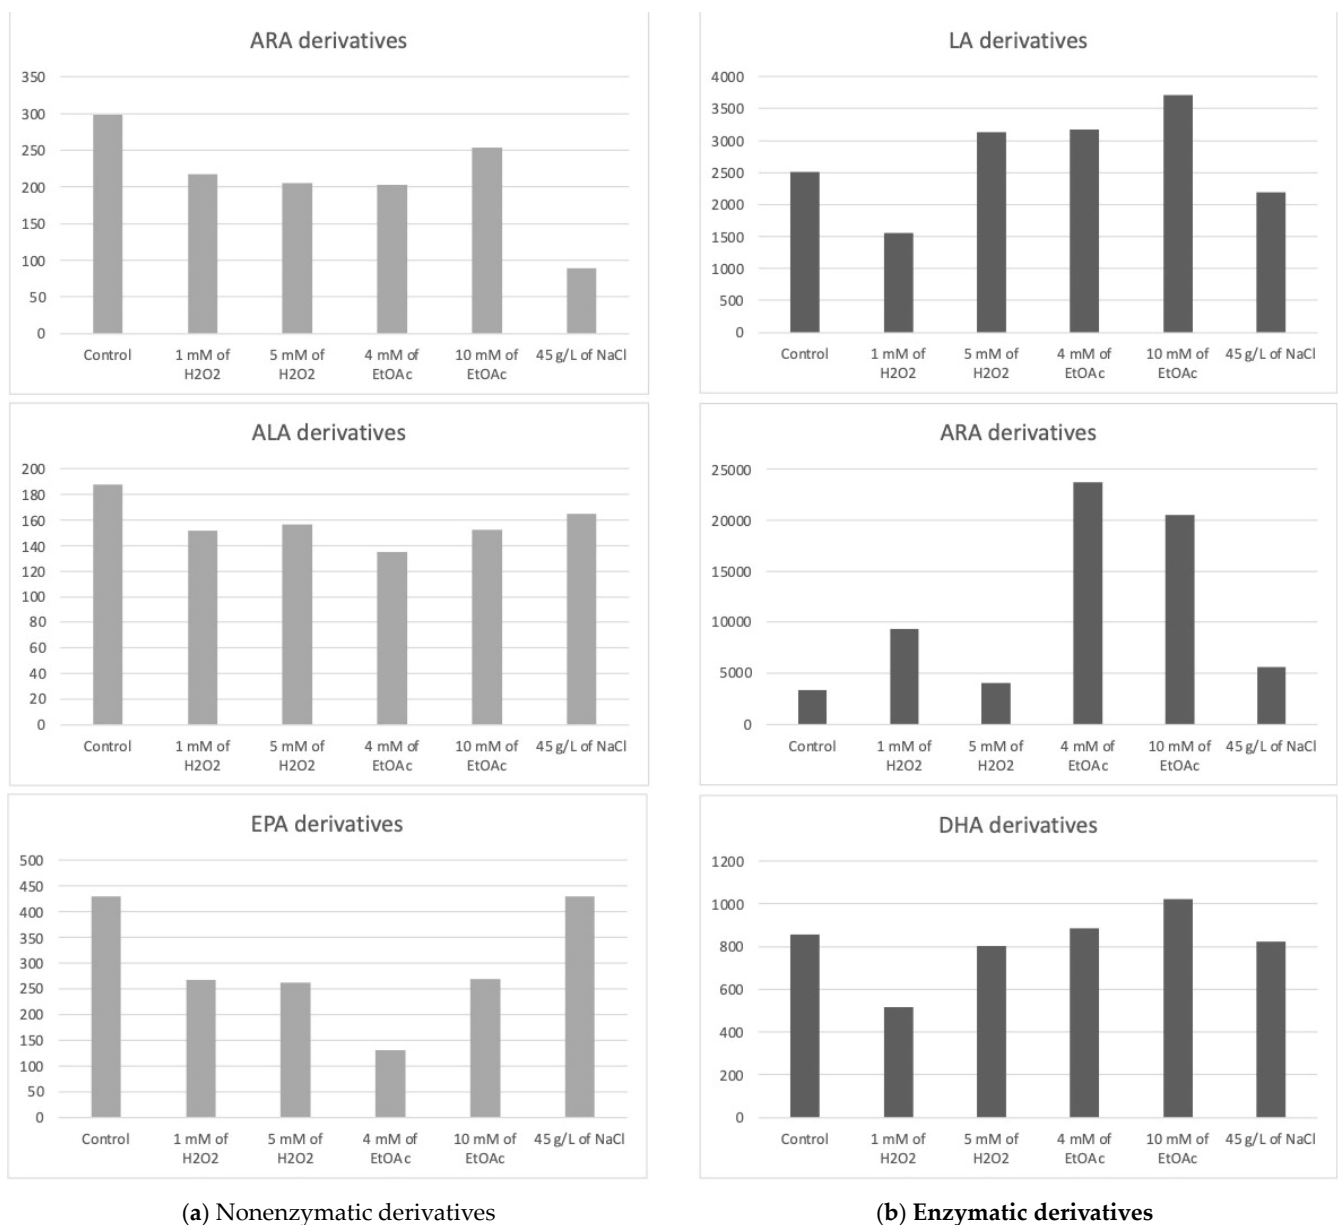 ARA derivatives
350
300
250
200
150
100
50
0
Control
1 mM of
H2O2
5 mM of
H2O2
4 mM of
EtOAc
10 mM of
EtOAc
45 g/L of NaCl
LA derivatives
4000
3500
3000
2500
2000
1500
1000
500
0
Control
1 mM of
H2O2
5 mM of
H2O2
4 mM of
EtOAc
10 mM of
EtOAc
45 g/L of NaCl
ALA derivatives
200
180
160
140
120
100
80
60
40
20
0
Control
1 mM of
H2O2
5 mM of
H2O2
4 mM of
EtOAc
10 mM of
EtOAc
45 g/L of NaCl
ARA derivatives
25000
20000
15000
10000
5000
0
Control
1 mM of
H2O2
5 mM of
H2O2
4 mM of
EtOAc
10 mM of
EtOAc
45 g/L of NaCl
EPA derivatives
500
450
400
350
300
250
200
150
100
50
0
Control
1 mM of
H2O2
5 mM of
H2O2
4 mM of
EtOAc
10 mM of
EtOAc
45 g/L of NaCl
DHA derivatives
1200
1000
800
600
400
200
0
Control
1 mM of
H2O2
5 mM of
H2O2
4 mM of
EtOAc
10 mM of
EtOAc
45 g/L of NaCl
(a) Nonenzymatic derivatives
(b) Enzymatic derivatives